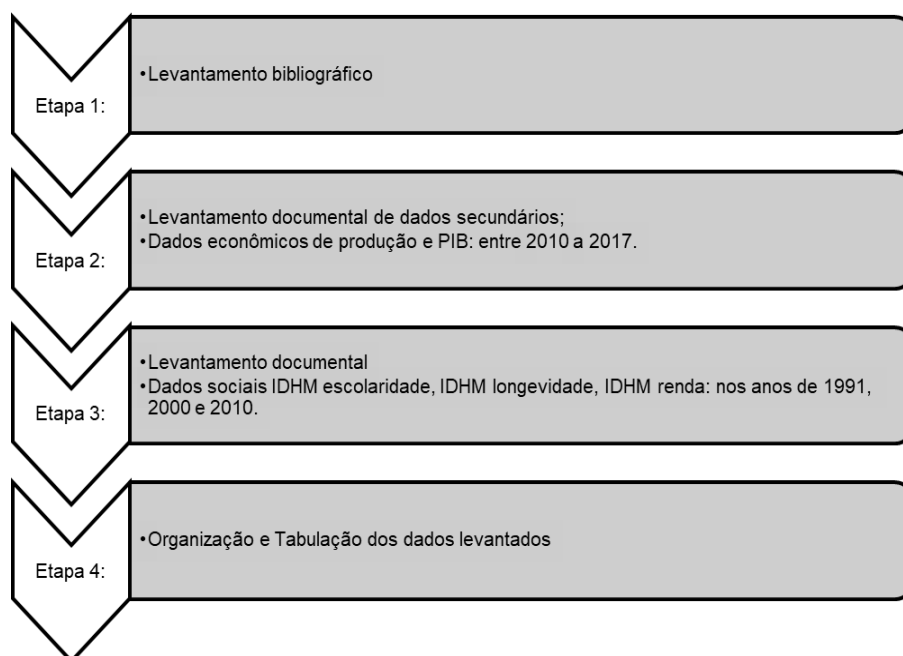 Etapa 1:
•Levantamento bibliográfico
Etapa 2:
•Levantamento documental de dados secundários;
•Dados econômicos de produção e PIB: entre 2010 a 2017.
Etapa 3:
•Levantamento documental
•Dados sociais IDHM escolaridade, IDHM longevidade, IDHM renda: nos anos de 1991,
2000 e 2010.
Etapa 4:
•Organização e Tabulação dos dados levantados